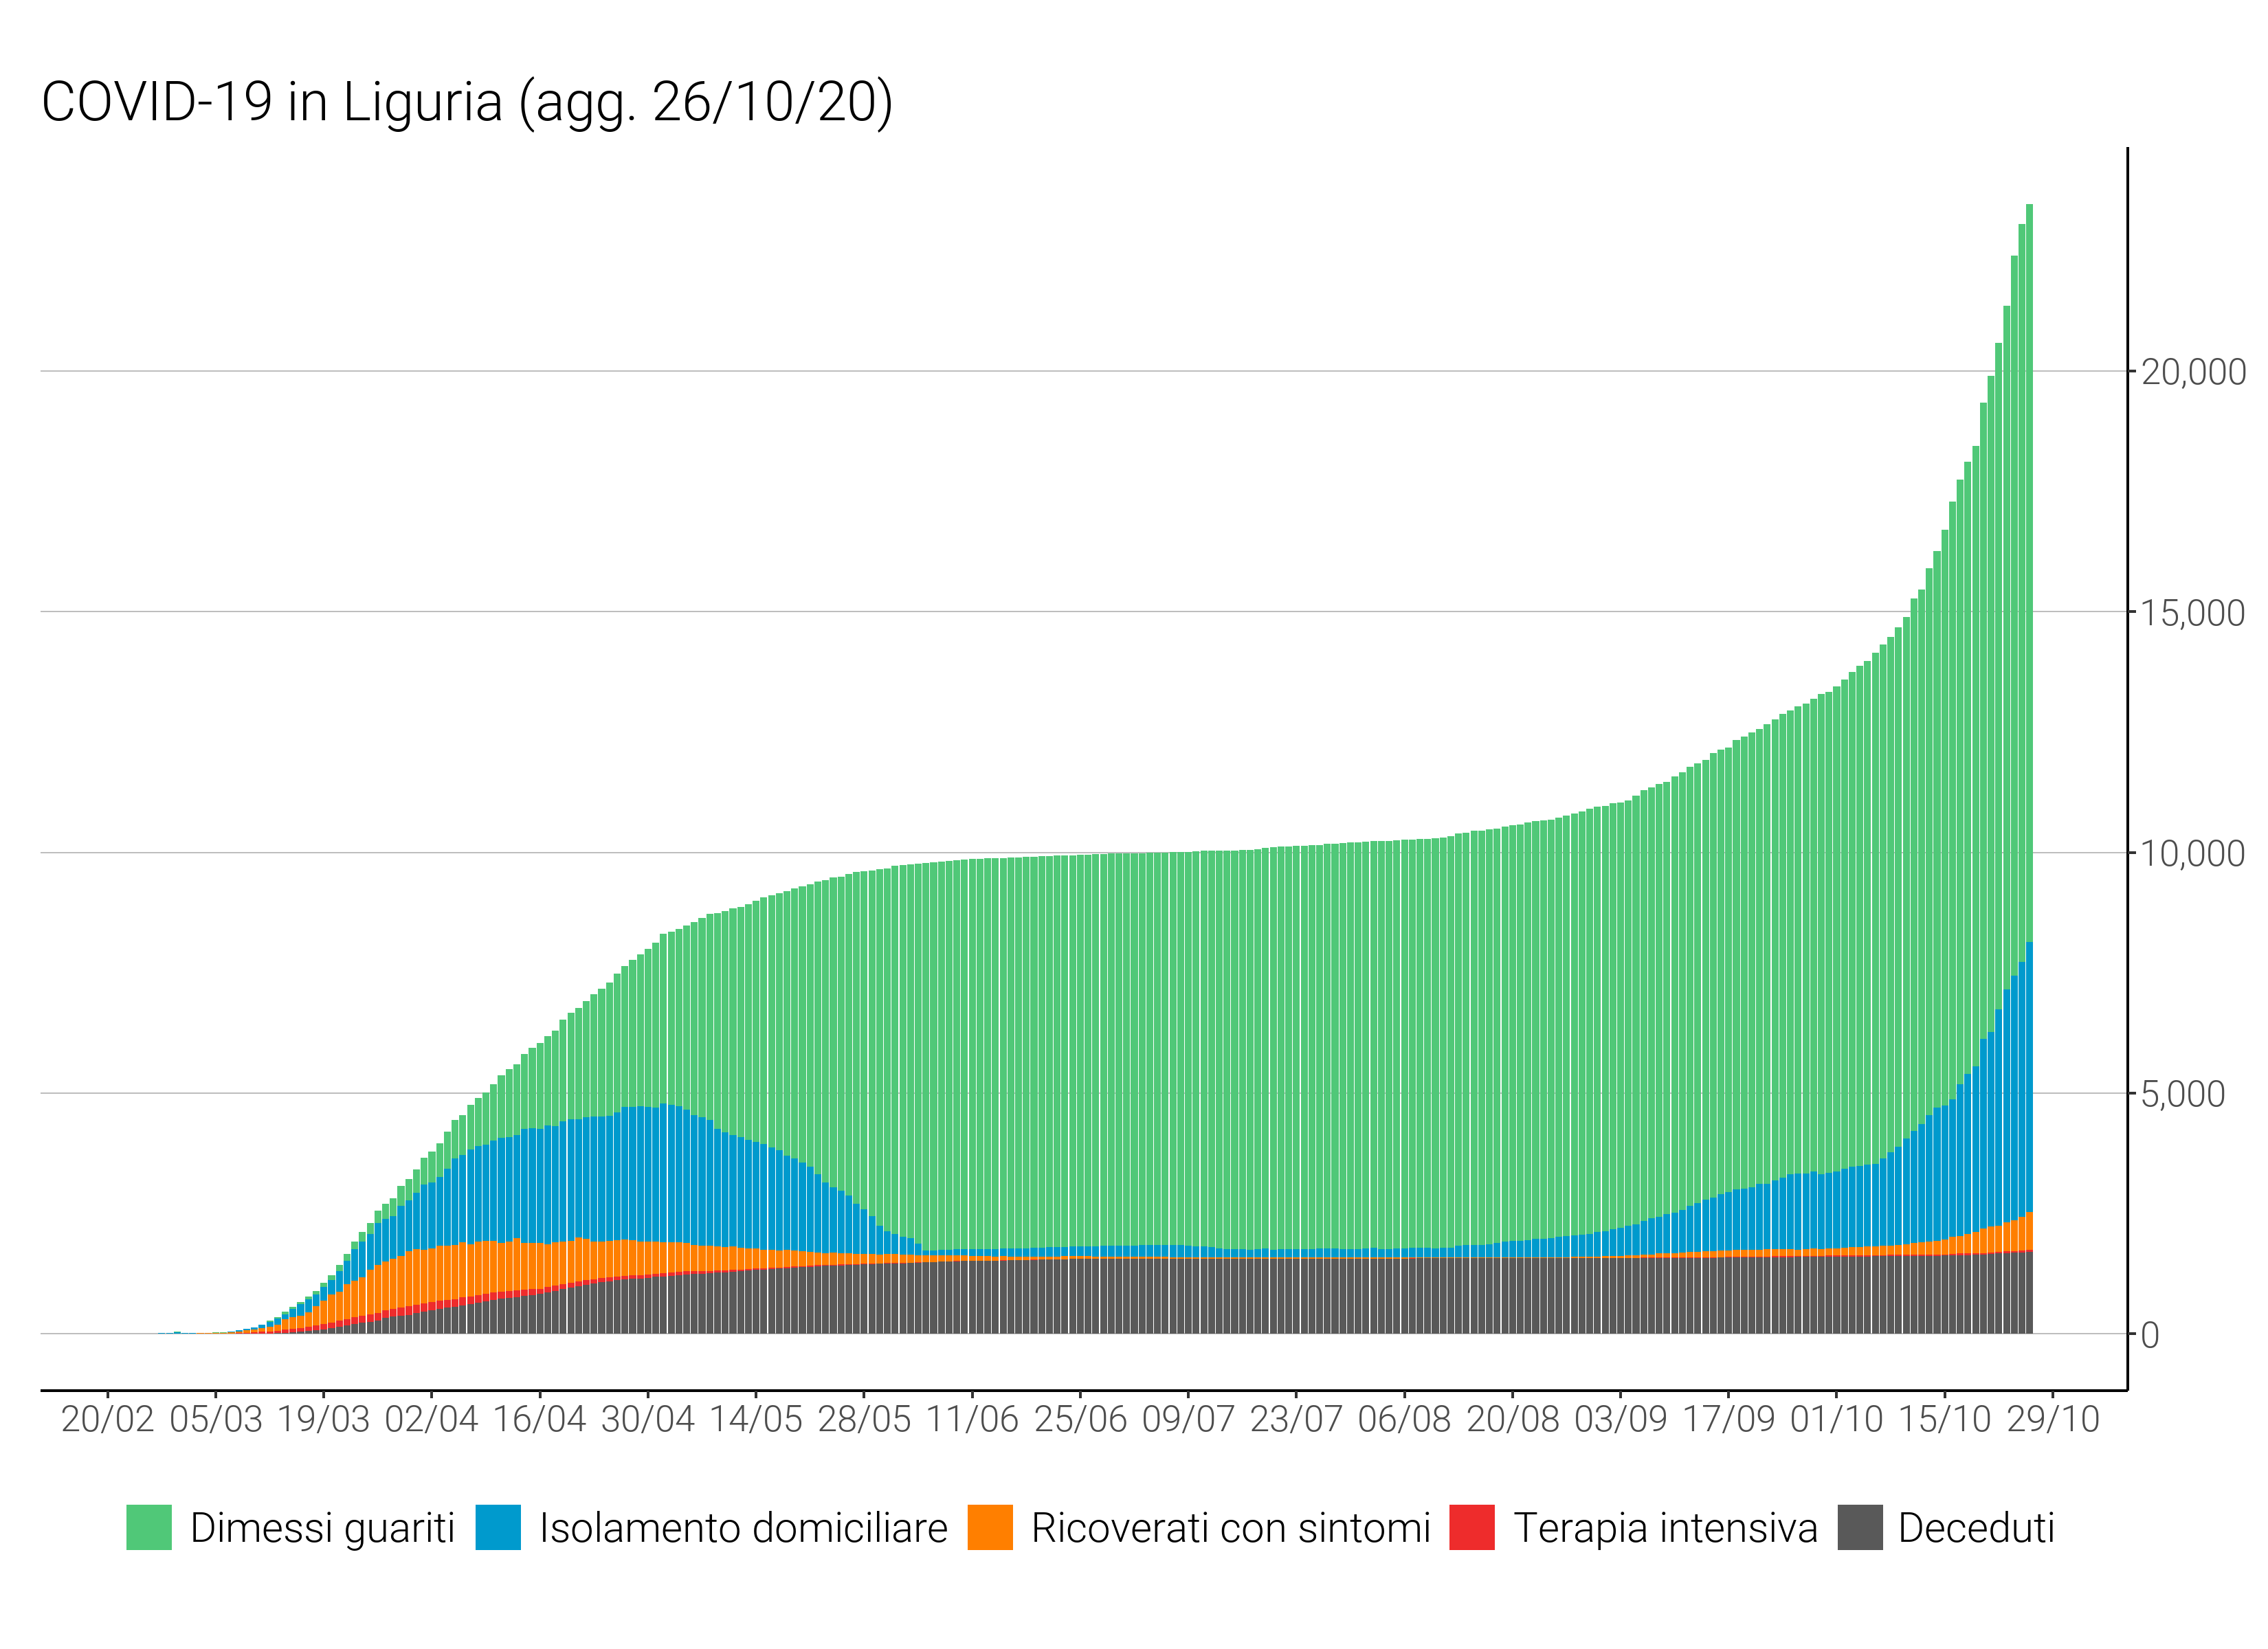 COVID-19 in Liguria (agg. 26/10/20)
20,000
15,000
10,000
5,000
0
20/02 05/03 19/03 02/04 16/04 30/04 14/05 28/05 11/06 25/06 09/07 23/07 06/08 20/08 03/09 17/09 01/10 15/10 29/10
Dimessi guariti Isolamento domiciliare Ricoverati con sintomi Terapia intensiva Deceduti